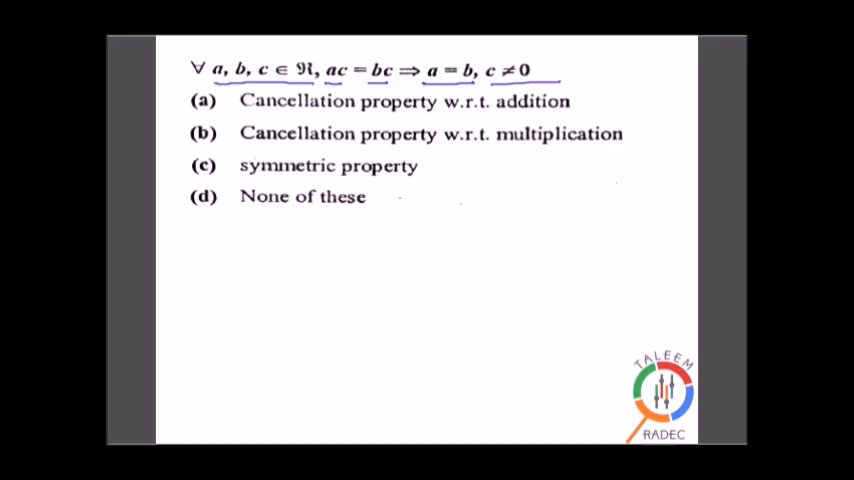 ∀ a, b, c ∈ ℜ, ac = bc ⟹ a = b, c ≠ 0
(a) Cancellation property w.r.t. addition
(b) Cancellation property w.r.t. multiplication
(c) symmetric property
(d) None of these
TALEEM
RADEC